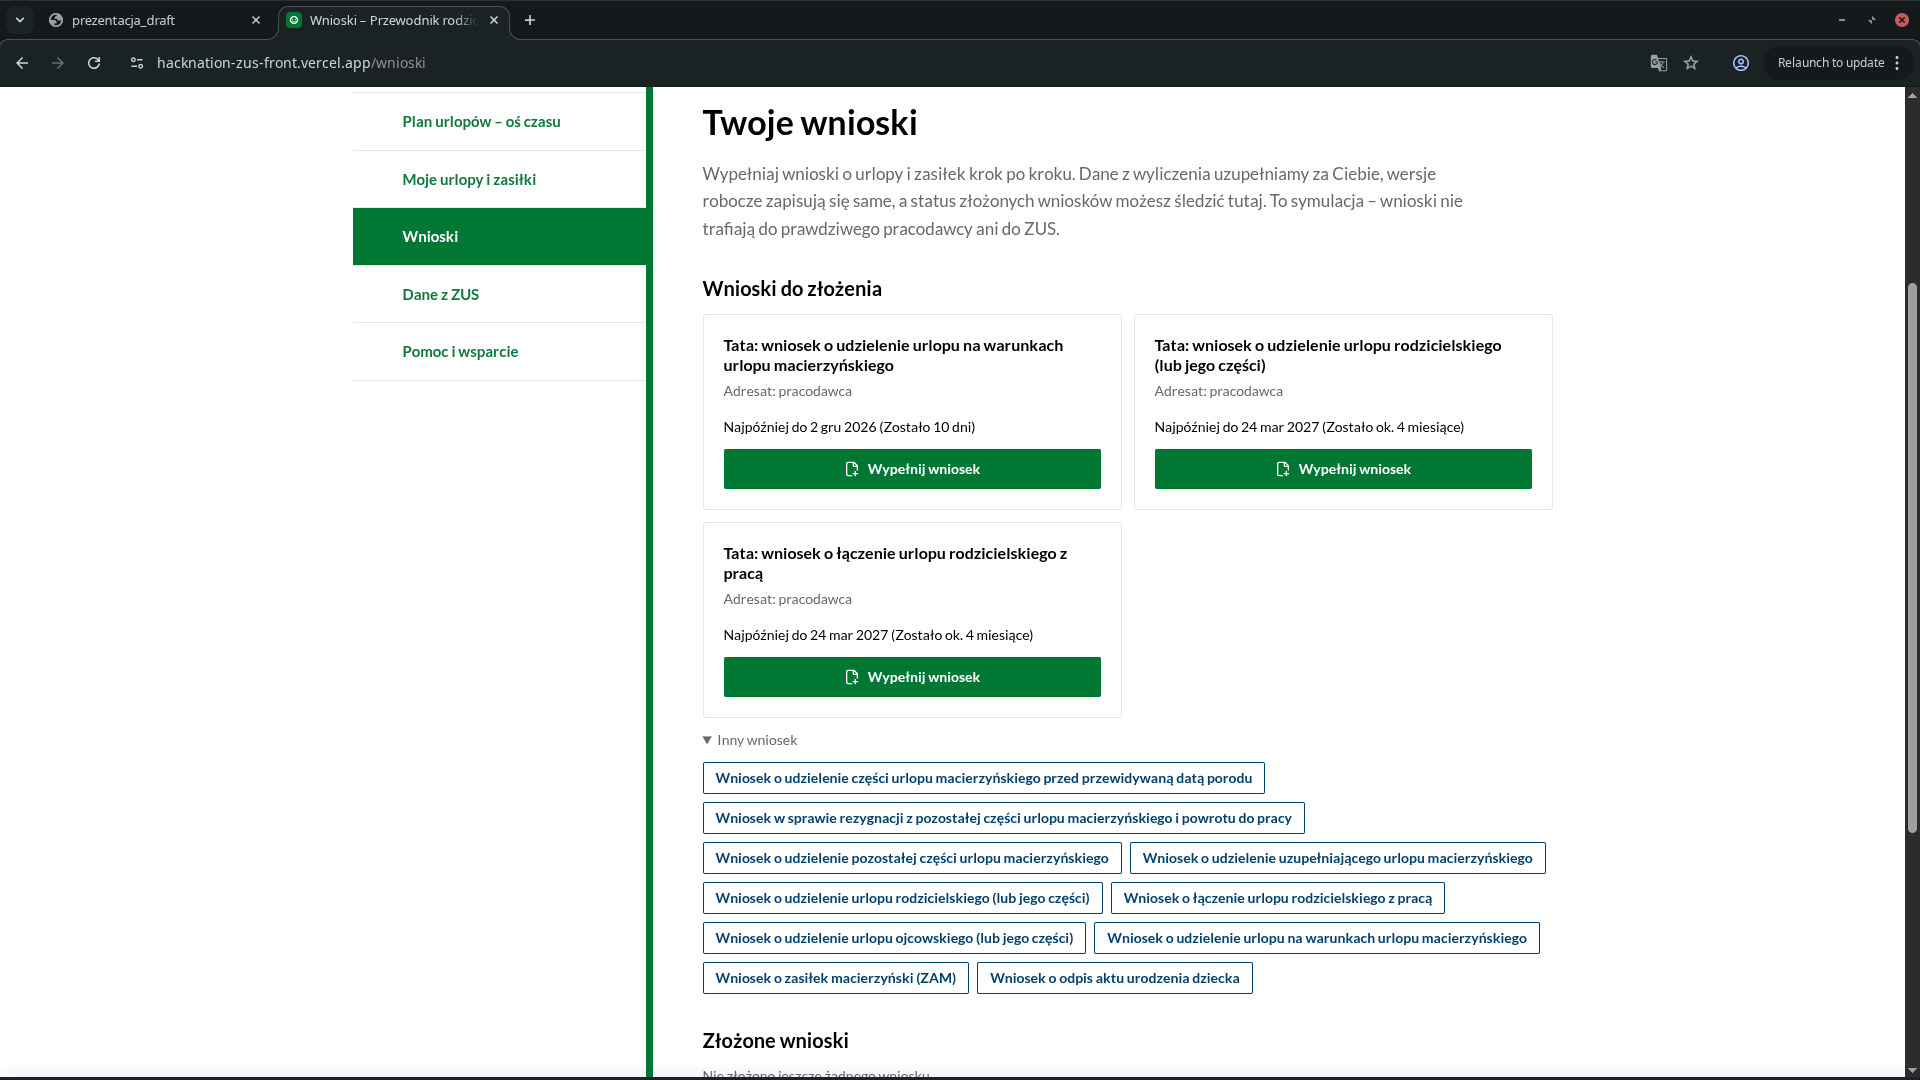 prezentacja_draft
Wnioski – Przewodnik rodzi
hacknation-zus-front.vercel.app/wnioski
Relaunch to update
Plan urlopów – oś czasu
Moje urlopy i zasiłki
Wnioski
Dane z ZUS
Pomoc i wsparcie
Twoje wnioski
Wypełniaj wnioski o urlopy i zasiłek krok po kroku. Dane z wyliczenia uzupełniamy za Ciebie, wersje
robocze zapisują się same, a status złożonych wniosków możesz śledzić tutaj. To symulacja – wnioski nie
trafiają do prawdziwego pracodawcy ani do ZUS.
Wnioski do złożenia
Tata: wniosek o udzielenie urlopu na warunkach
urlopu macierzyńskiego
Adresat: pracodawca
Najpóźniej do 2 gru 2026 (Zostało 10 dni)
Wypełnij wniosek
Tata: wniosek o udzielenie urlopu rodzicielskiego
(lub jego części)
Adresat: pracodawca
Najpóźniej do 24 mar 2027 (Zostało ok. 4 miesiące)
Wypełnij wniosek
Tata: wniosek o łączenie urlopu rodzicielskiego z
pracą
Adresat: pracodawca
Najpóźniej do 24 mar 2027 (Zostało ok. 4 miesiące)
Wypełnij wniosek
Inny wniosek
Wniosek o udzielenie części urlopu macierzyńskiego przed przewidywaną datą porodu
Wniosek w sprawie rezygnacji z pozostałej części urlopu macierzyńskiego i powrotu do pracy
Wniosek o udzielenie pozostałej części urlopu macierzyńskiego
Wniosek o udzielenie uzupełniającego urlopu macierzyńskiego
Wniosek o udzielenie urlopu rodzicielskiego (lub jego części)
Wniosek o łączenie urlopu rodzicielskiego z pracą
Wniosek o udzielenie urlopu ojcowskiego (lub jego części)
Wniosek o udzielenie urlopu na warunkach urlopu macierzyńskiego
Wniosek o zasiłek macierzyński (ZAM)
Wniosek o odpis aktu urodzenia dziecka
Złożone wnioski
Nie złożono jeszcze żadnego wniosku.